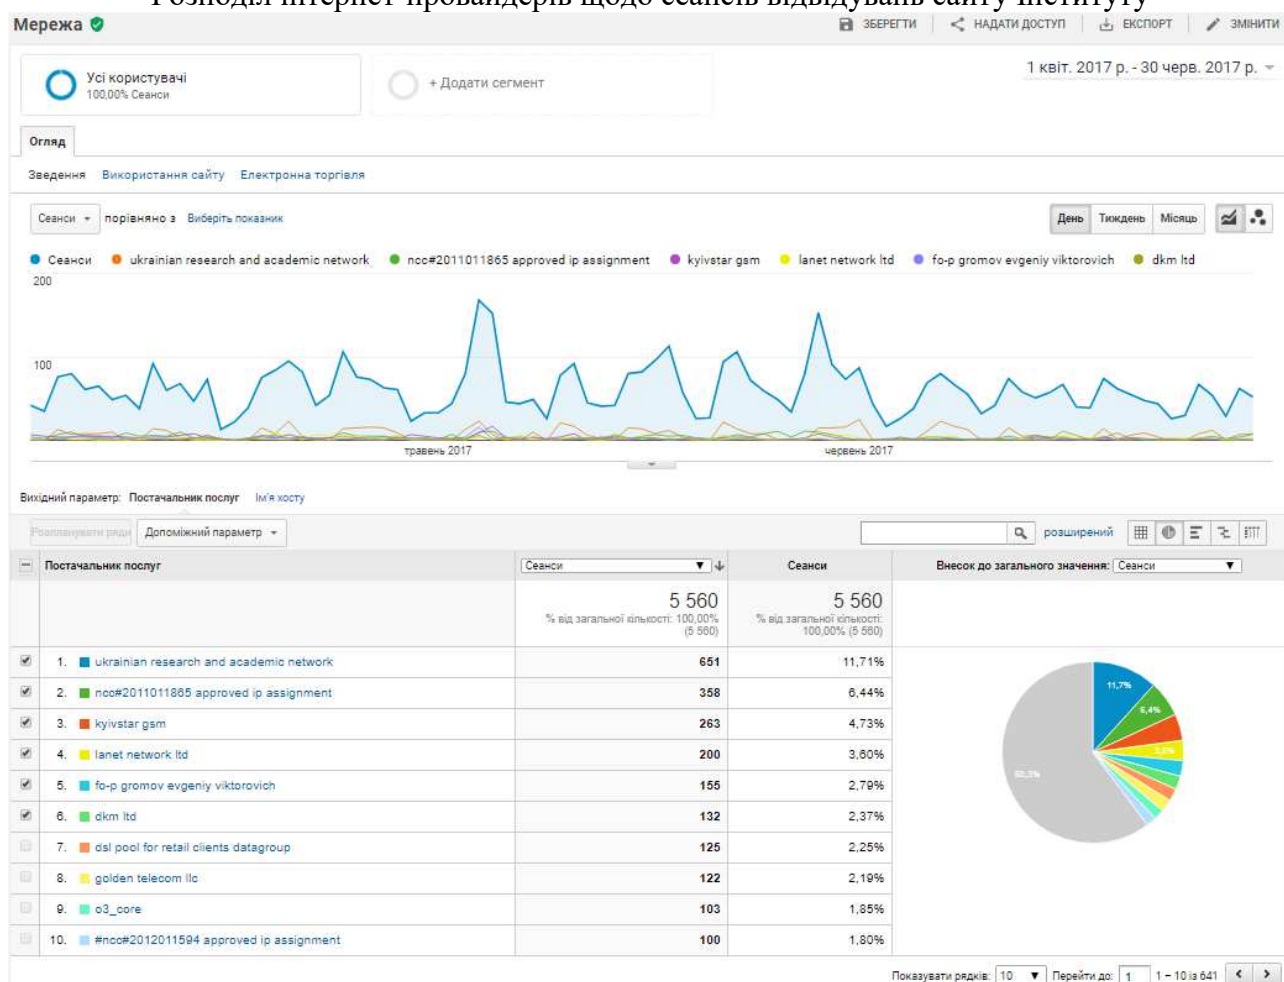 Розподіл інтернет-провайдерів щодо сеансів відвідувань сайту Інституту
Мережа
ЗБЕРЕГТИ
НАДАТИ ДОСТУП
ЕКСПОРТ
ЗМІНИТИ
Усі користувачі
100,00% Сеанси
+ Додати сегмент
1 квіт. 2017 р. - 30 черв. 2017 р.
Огляд
Зведення Використання сайту Електронна торгівля
Сеанси порівняно з Виберіть показник
День Тиждень Місяць
Сеанси ukrainian research and academic network ncc#2011011865 approved ip assignment kyivstar gsm lanet network ltd fo-p gromov evgeniy viktorovich dkm ltd
200
100
травень 2017 червень 2017
Вихідний параметр: Постачальник послуг Ім'я хосту
Допоміжний параметр
розширений
Постачальник послуг Сеанси Сеанси Внесок до загального значення: Сеанси
5 560 5 560
% від загальної кількості: 100,00% (5 560)
% від загальної кількості: 100,00% (5 560)
1. ukrainian research and academic network 651 11,71%
2. ncc#2011011865 approved ip assignment 358 6,44%
3. kyivstar gsm 263 4,73%
4. lanet network ltd 200 3,60%
5. fo-p gromov evgeniy viktorovich 155 2,79%
6. dkm ltd 132 2,37%
7. dsl pool for retail clients datagroup 125 2,25%
8. golden telecom llc 122 2,19%
9. o3_core 103 1,85%
10. #ncc#2012011594 approved ip assignment 100 1,80%
11,7%
6,4%
Показувати рядків: 10 Перейти до: 1 1 – 10 із 641